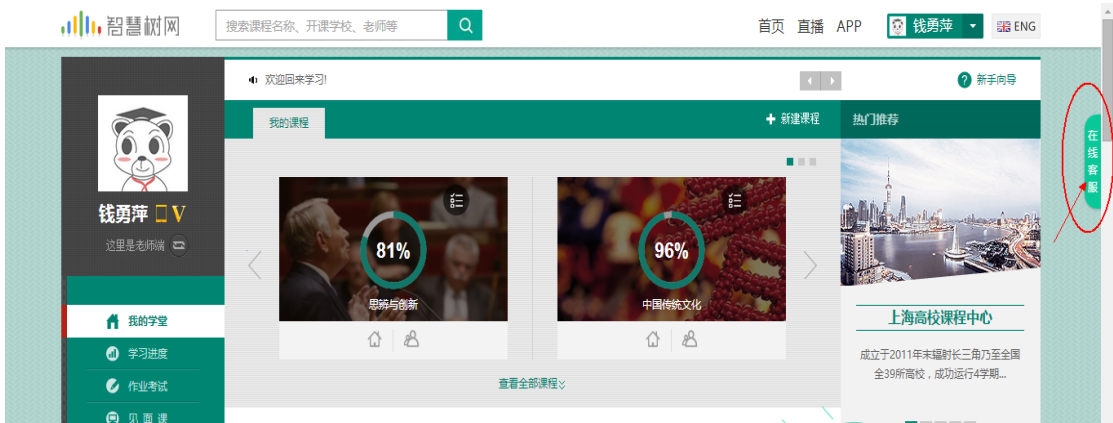 智慧树网
搜索课程名称、开课学校、老师等
首页 直播 APP
钱勇萍
ENG
欢迎回来学习!
? 新手向导
我的课程
+ 新建课程
热门推荐
在线客服
钱勇萍 V
这里是老师端
81%
思辨与创新
96%
中国传统文化
我的学堂
学习进度
作业考试
见面课
查看全部课程
上海高校课程中心
成立于2011年末辐射长三角乃至全国
全39所高校，成功运行4学期...